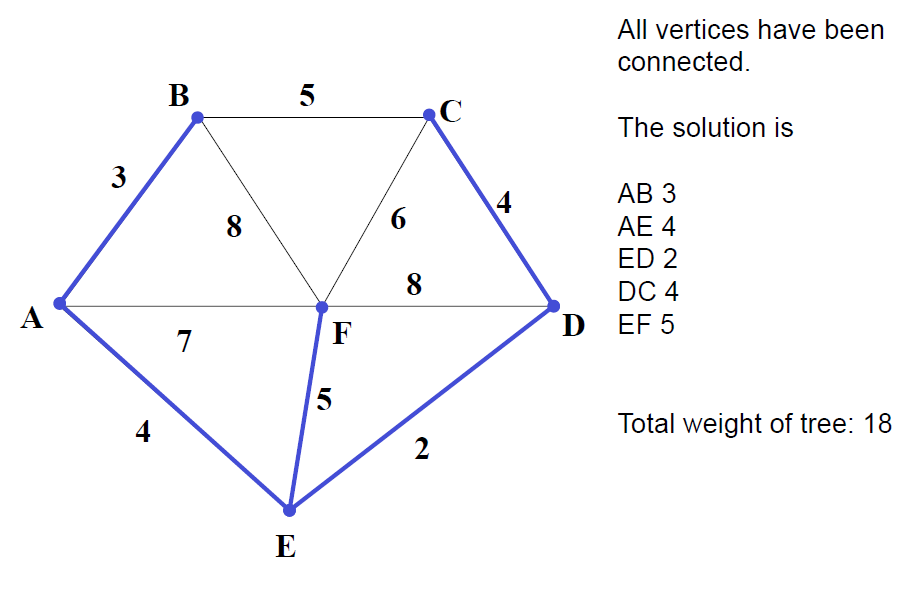 All vertices have been
connected.
The solution is
AB 3
AE 4
ED 2
DC 4
EF 5
Total weight of tree: 18
B
5
C
3
8
6
4
8
A
7
F
D
4
5
2
E